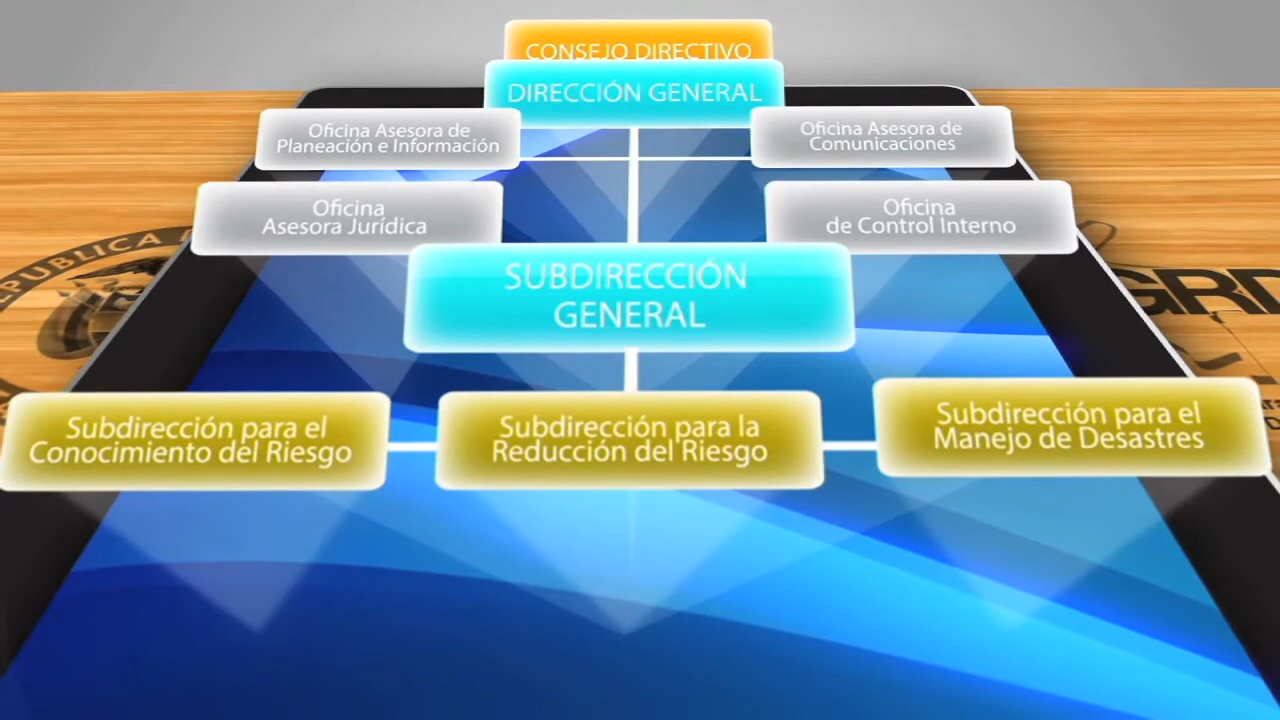 CONSEJO DIRECTIVO
DIRECCIÓN GENERAL
Oficina Asesora de
Planeación e Información
Oficina Asesora de
Comunicaciones
Oficina
Asesora Jurídica
Oficina
de Control Interno
SUBDIRECCIÓN
GENERAL
Subdirección para el
Conocimiento del Riesgo
Subdirección para la
Reducción del Riesgo
Subdirección para el
Manejo de Desastres